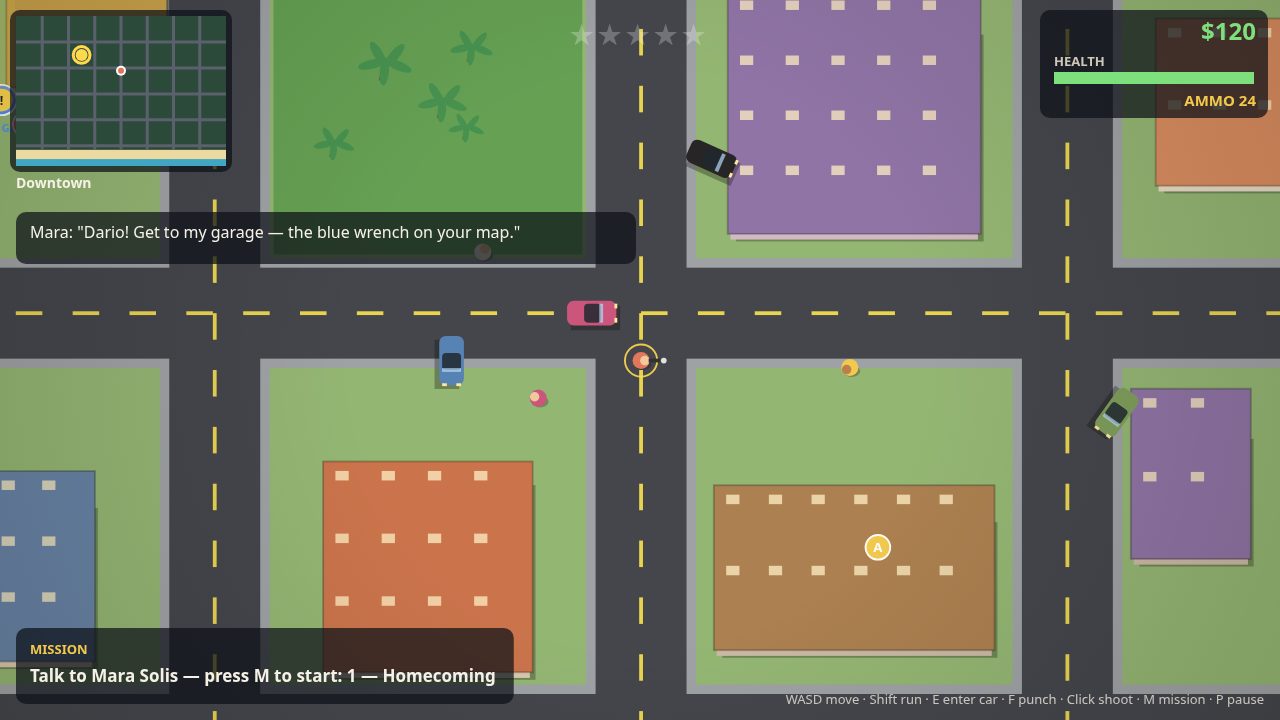 $120
HEALTH
AMMO 24
!
G
Downtown
Mara: "Dario! Get to my garage — the blue wrench on your map."
A
MISSION
Talk to Mara Solis — press M to start: 1 — Homecoming
WASD move · Shift run · E enter car · F punch · Click shoot · M mission · P pause